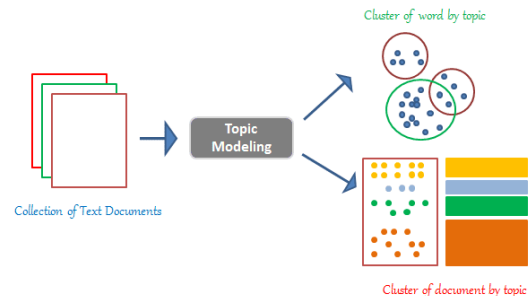 Cluster of word by topic
Topic
Modeling
Collection of Text Documents
Cluster of document by topic